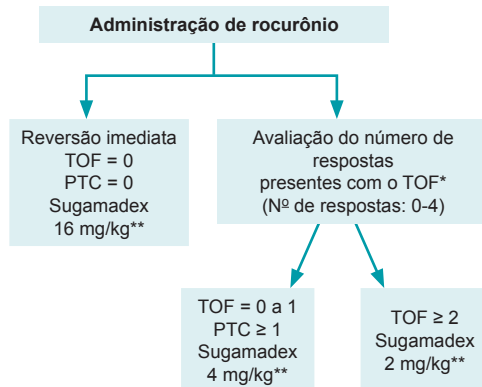 Administração de rocurônio
Reversão imediata
TOF = 0
PTC = 0
Sugamadex
16 mg/kg**
Avaliação do número de
respostas
presentes com o TOF*
(Nº de respostas: 0-4)
TOF = 0 a 1
PTC ≥ 1
Sugamadex
4 mg/kg**
TOF ≥ 2
Sugamadex
2 mg/kg**